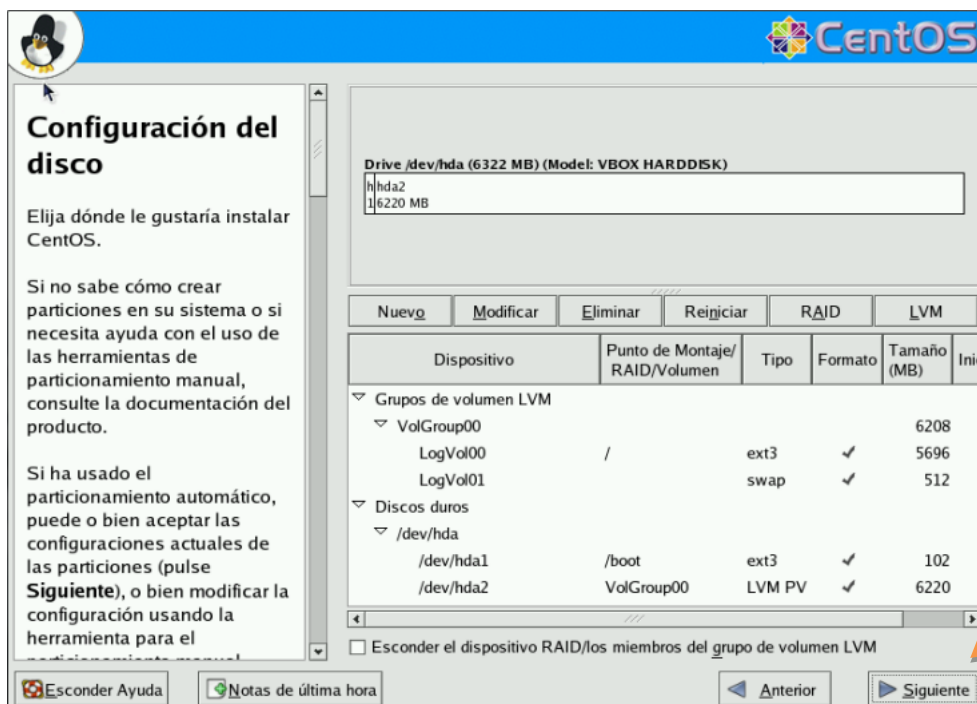 CentOS
Configuración del
disco
Elija dónde le gustaría instalar
CentOS.
Si no sabe cómo crear
particiones en su sistema o si
necesita ayuda con el uso de
las herramientas de
particionamiento manual,
consulte la documentación del
producto.
Si ha usado el
particionamiento automático,
puede o bien aceptar las
configuraciones actuales de
las particiones (pulse
Siguiente), o bien modificar la
configuración usando la
herramienta para el
particionamiento manual
Drive /dev/hda (6322 MB) (Model: VBOX HARDDISK)
h hda2
1 6220 MB
Nuevo Modificar Eliminar Reiniciar RAID LVM
Dispositivo Punto de Montaje/ RAID/Volumen Tipo Formato Tamaño (MB) Ini
Grupos de volumen LVM
VolGroup00 6208
LogVol00 / ext3 5696
LogVol01 swap 512
Discos duros
/dev/hda
/dev/hda1 /boot ext3 102
/dev/hda2 VolGroup00 LVM PV 6220
Esconder el dispositivo RAID/los miembros del grupo de volumen LVM
Esconder Ayuda Notas de última hora Anterior Siguiente